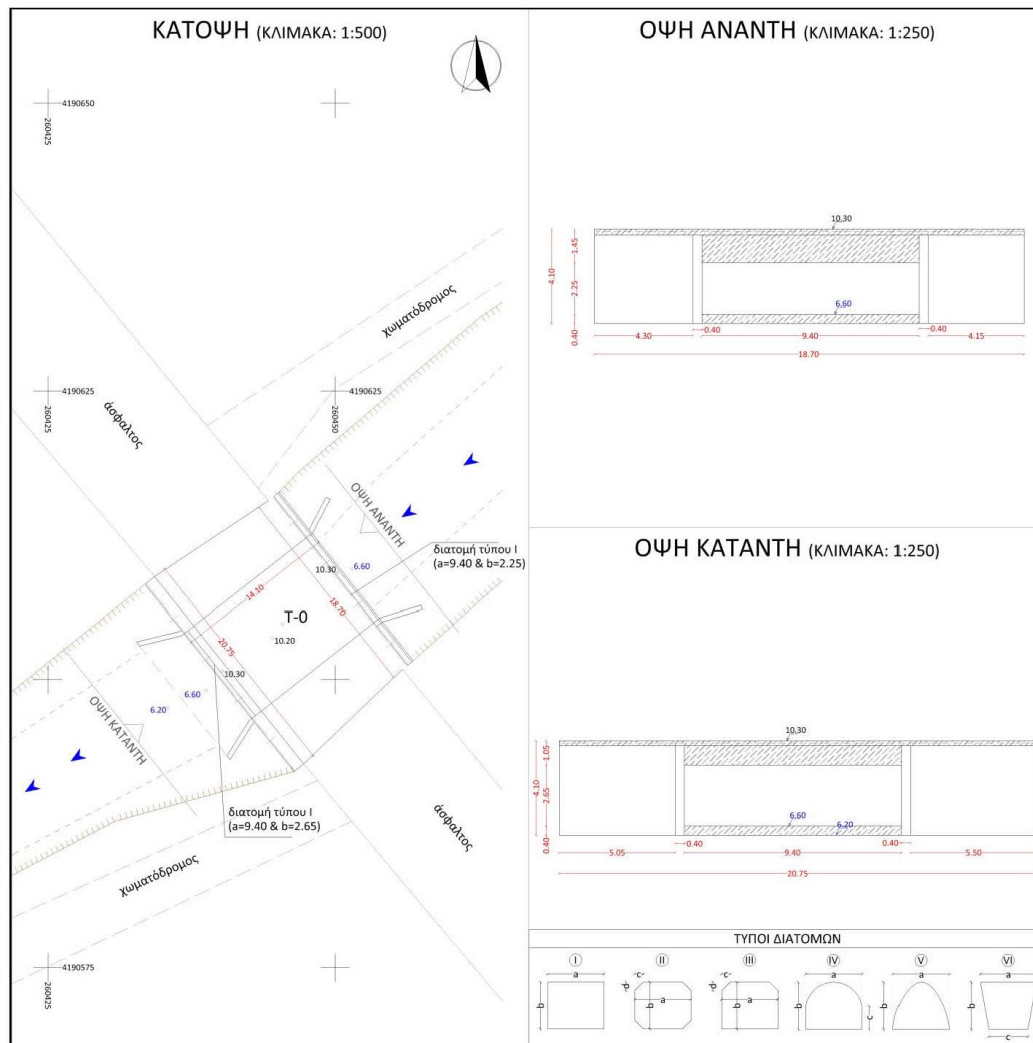 ΚΑΤΟΨΗ (ΚΛΙΜΑΚΑ: 1:500)
4190650
260425
χωματόδρομος
4190625
4190625
260425
260450
άσφαλτος
ΟΨΗ ΑΝΑΝΤΗ
διατομή τύπου Ι
(a=9.40 & b=2.25)
10.30
6.60
14.10
18.70
Τ-0
10.20
20.75
10.30
6.60
6.20
ΟΨΗ ΚΑΤΑΝΤΗ
διατομή τύπου Ι
(a=9.40 & b=2.65)
άσφαλτος
χωματόδρομος
4190575
260425
ΟΨΗ ΑΝΑΝΤΗ (ΚΛΙΜΑΚΑ: 1:250)
10.30
1.45
4.10
2.25
6.60
0.40
0.40
0.40
4.30
9.40
4.15
18.70
ΟΨΗ ΚΑΤΑΝΤΗ (ΚΛΙΜΑΚΑ: 1:250)
10.30
1.05
4.10
2.65
6.60
6.20
0.40
0.40
0.40
5.05
9.40
5.50
20.75
ΤΥΠΟΙ ΔΙΑΤΟΜΩΝ
I II III IV V VI
a c c a a a
d d
b b a b a b c b b
c